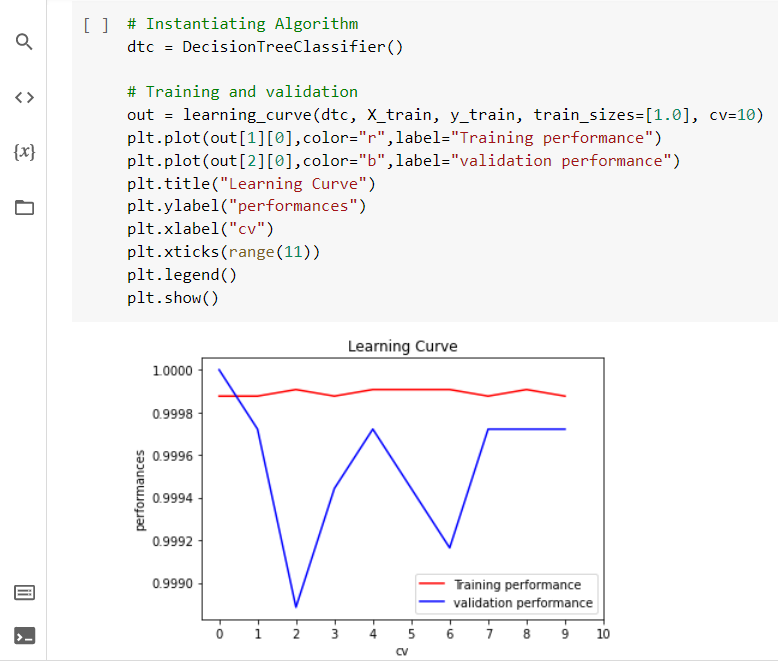 [ ] # Instantiating Algorithm
dtc = DecisionTreeClassifier()
# Training and validation
out = learning_curve(dtc, X_train, y_train, train_sizes=[1.0], cv=10)
plt.plot(out[1][0],color="r",label="Training performance")
plt.plot(out[2][0],color="b",label="validation performance")
plt.title("Learning Curve")
plt.ylabel("performances")
plt.xlabel("cv")
plt.xticks(range(11))
plt.legend()
plt.show()
{x}
Learning Curve
1.0000
0.9998
0.9996
0.9994
0.9992
0.9990
performances
Training performance
validation performance
0 1 2 3 4 5 6 7 8 9 10
cv